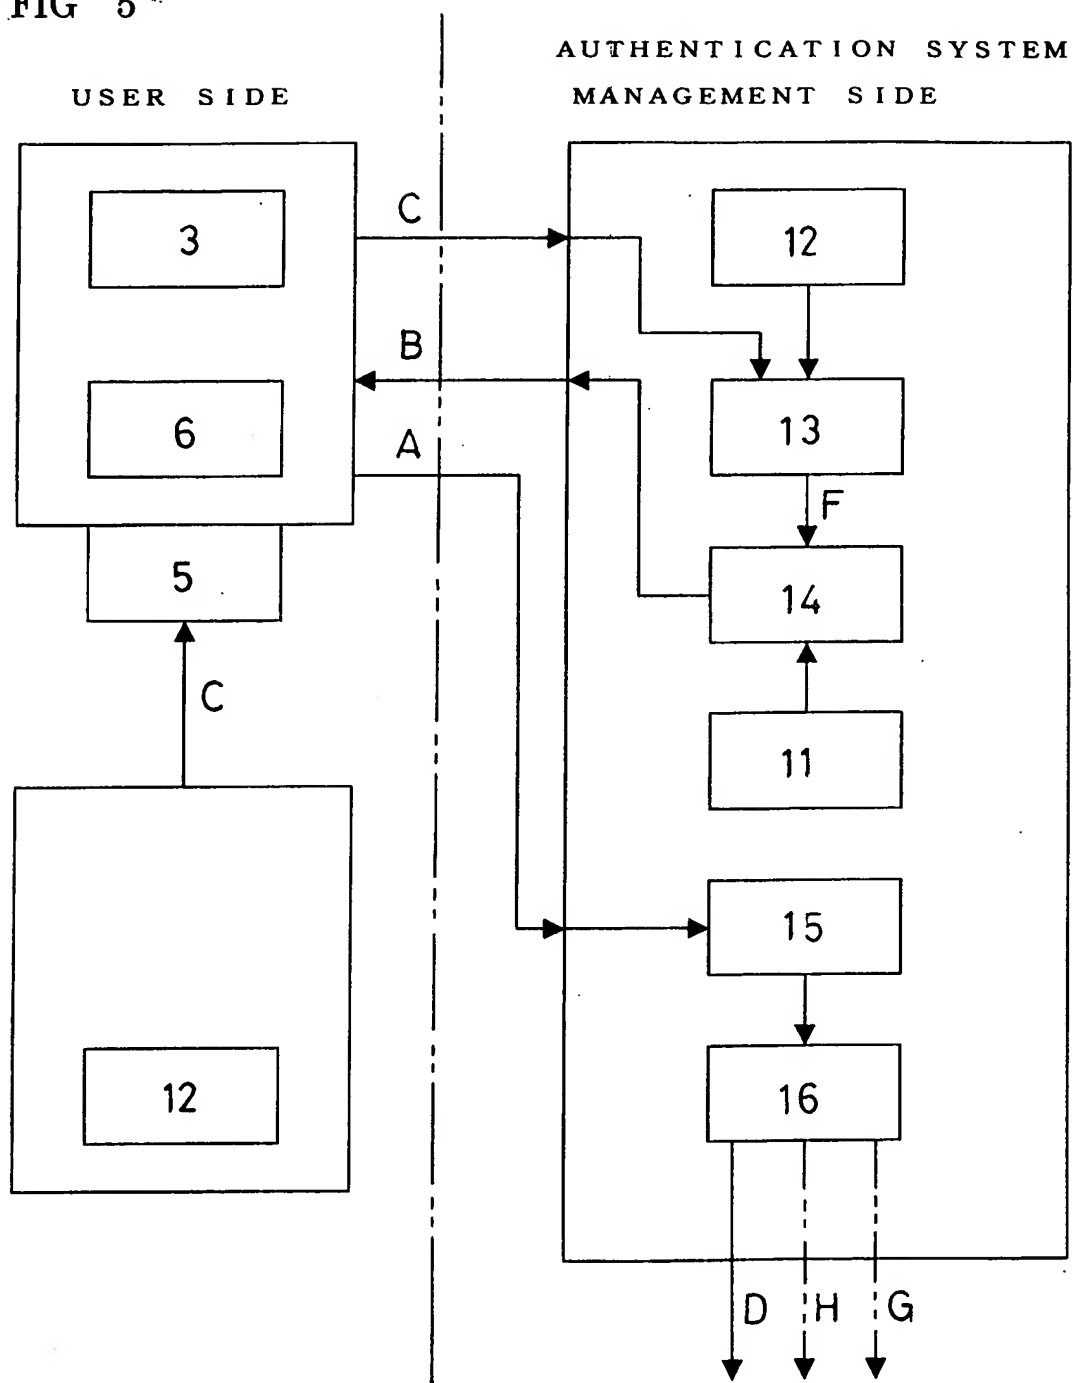 FIG 5
AUTHENTICATION SYSTEM
USER SIDE
MANAGEMENT SIDE
3
C
12
B
6
A
13
F
5
14
C
11
15
12
16
D
H
G